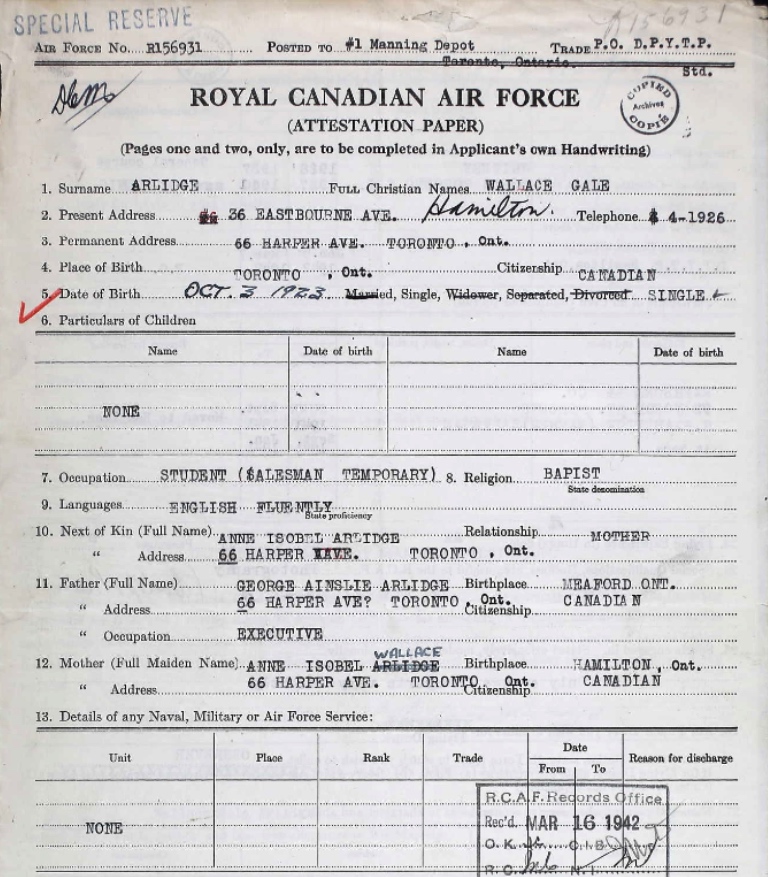 SPECIAL RESERVE
R156931
AIR FORCE No. R156931 POSTED TO #1 Manning Depot TRADE P.O. D.P.Y.T.P.
Toronto, Ontario. Std.
ROYAL CANADIAN AIR FORCE
COPIED Archives COPIÉ
(ATTESTATION PAPER)
(Pages one and two, only, are to be completed in Applicant's own Handwriting)
1. Surname ARLIDGE FULL Christian Names WALLACE GALE
2. Present Address 36 EASTBOURNE AVE. Hamilton. Telephone 4-1926
3. Permanent Address 66 HARPER AVE. TORONTO , Ont.
4. Place of Birth TORONTO , Ont. Citizenship CANADIAN
5. Date of Birth OCT. 3 1923 Married, Single, Widower, Separated, Divorced SINGLE
6. Particulars of Children
Name Date of birth Name Date of birth
NONE
7. Occupation STUDENT (SALESMAN TEMPORARY) 8. Religion BAPIST
State denomination
9. Languages ENGLISH FLUENTLY
State proficiency
10. Next of Kin (Full Name) ANNE ISOBEL ARLIDGE Relationship MOTHER
" Address 66 HARPER AVE. TORONTO , Ont.
11. Father (Full Name) GEORGE AINSLIE ARLIDGE Birthplace MEAFORD ONT.
" Address 66 HARPER AVE? TORONTO , Ont. Citizenship CANADIAN
" Occupation EXECUTIVE
WALLACE
12. Mother (Full Maiden Name) ANNE ISOBEL ARLIDGE Birthplace HAMILTON, Ont.
" Address 66 HARPER AVE. TORONTO, Ont. Citizenship CANADIAN
13. Details of any Naval, Military or Air Force Service:
Unit Place Rank Trade Date Reason for discharge
From To
NONE
R.C.A.F. Records Office
Rec'd. MAR 16 1942
O.K. C.I.B.
R.C. N.I.